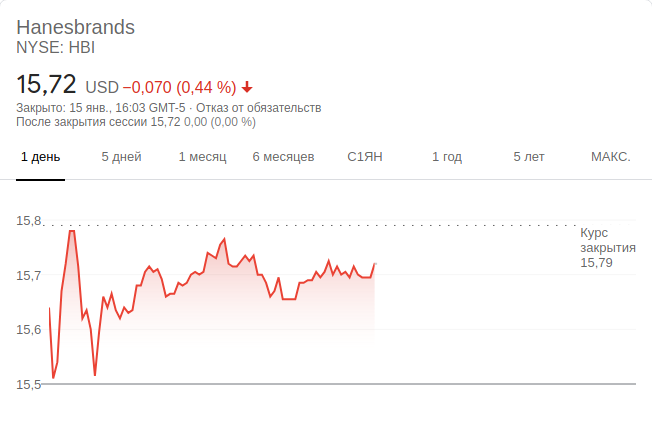 Hanesbrands
NYSE: HBI
15,72 USD −0,070 (0,44 %)
Закрыто: 15 янв., 16:03 GMT-5 · Отказ от обязательств
После закрытия сессии 15,72 0,00 (0,00 %)
1 день 5 дней 1 месяц 6 месяцев С1ЯН 1 год 5 лет МАКС.
15,8
Курс
закрытия
15,79
15,7
15,6
15,5